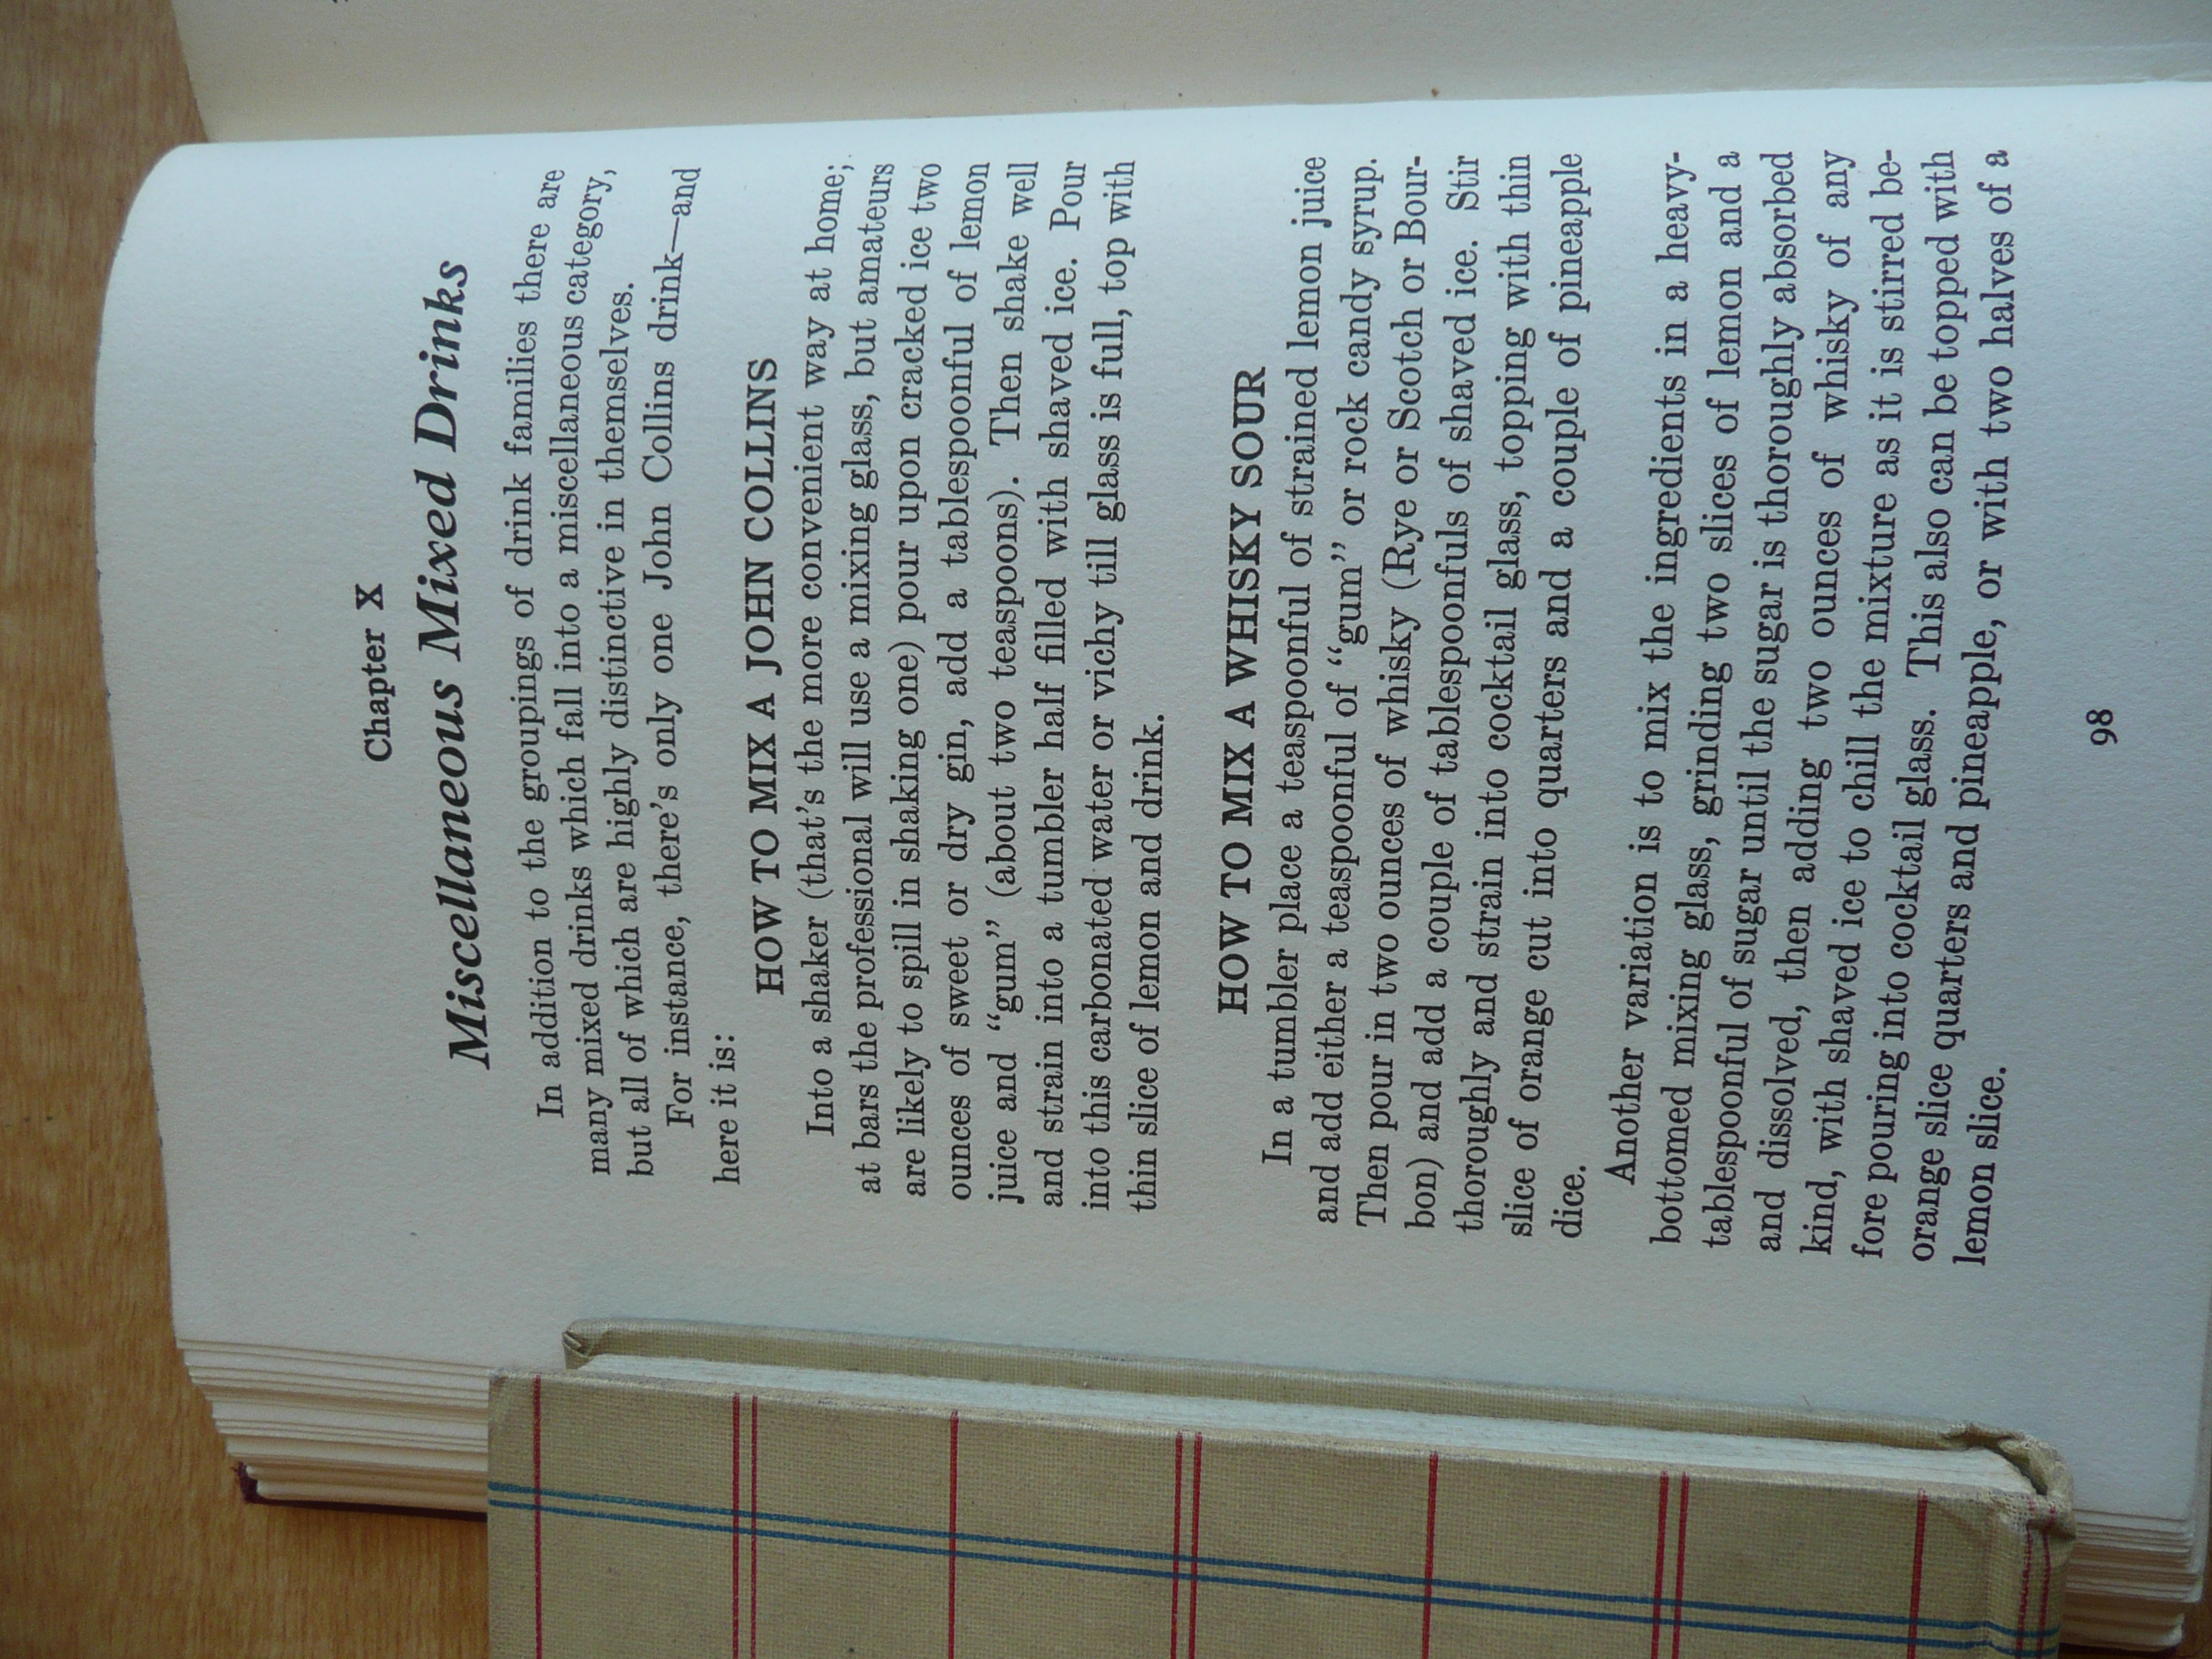 Chapter X
Miscellaneous Mixed Drinks
In addition to the groupings of drink families there are
many mixed drinks which fall into a miscellaneous category,
but all of which are highly distinctive in themselves.
For instance, there's only one John Collins drink—and
here it is:
HOW TO MIX A JOHN COLLINS
Into a shaker (that's the more convenient way at home;
at bars the professional will use a mixing glass, but amateurs
are likely to spill in shaking one) pour upon cracked ice two
ounces of sweet or dry gin, add a tablespoonful of lemon
juice and "gum" (about two teaspoons). Then shake well
and strain into a tumbler half filled with shaved ice. Pour
into this carbonated water or vichy till glass is full, top with
thin slice of lemon and drink.
HOW TO MIX A WHISKY SOUR
In a tumbler place a teaspoonful of strained lemon juice
and add either a teaspoonful of "gum" or rock candy syrup.
Then pour in two ounces of whisky (Rye or Scotch or Bour-
bon) and add a couple of tablespoonfuls of shaved ice. Stir
thoroughly and strain into cocktail glass, topping with thin
slice of orange cut into quarters and a couple of pineapple
dice.
Another variation is to mix the ingredients in a heavy-
bottomed mixing glass, grinding two slices of lemon and a
tablespoonful of sugar until the sugar is thoroughly absorbed
and dissolved, then adding two ounces of whisky of any
kind, with shaved ice to chill the mixture as it is stirred be-
fore pouring into cocktail glass. This also can be topped with
orange slice quarters and pineapple, or with two halves of a
lemon slice.
98